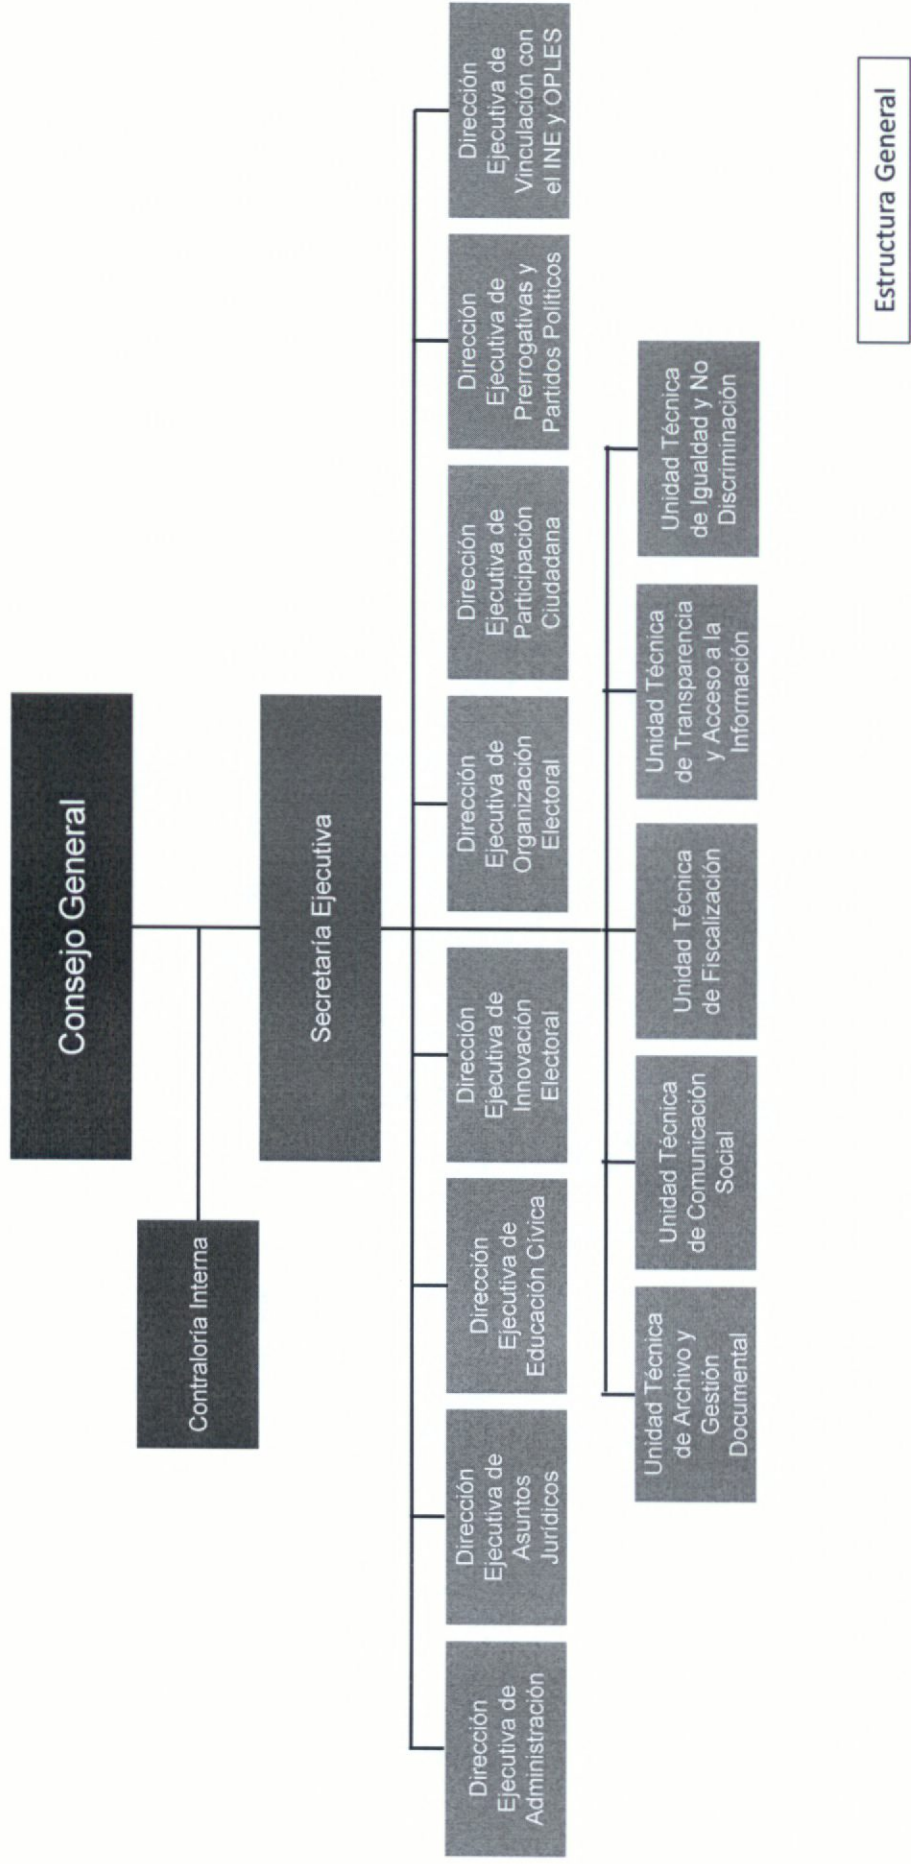 Consejo General
Contraloría Interna
Secretaría Ejecutiva
Dirección
Ejecutiva de
Administración
Dirección
Ejecutiva de
Asuntos
Jurídicos
Dirección
Ejecutiva de
Educación Cívica
Dirección
Ejecutiva de
Innovación
Electoral
Dirección
Ejecutiva de
Organización
Electoral
Dirección
Ejecutiva de
Participación
Ciudadana
Dirección
Ejecutiva de
Prerrogativas y
Partidos Políticos
Dirección
Ejecutiva de
Vinculación con
el INE y OPLES
Unidad Técnica
de Archivo y
Gestión
Documental
Unidad Técnica
de Comunicación
Social
Unidad Técnica
de Fiscalización
Unidad Técnica
de Transparencia
y Acceso a la
Información
Unidad Técnica
de Igualdad y No
Discriminación
Estructura General